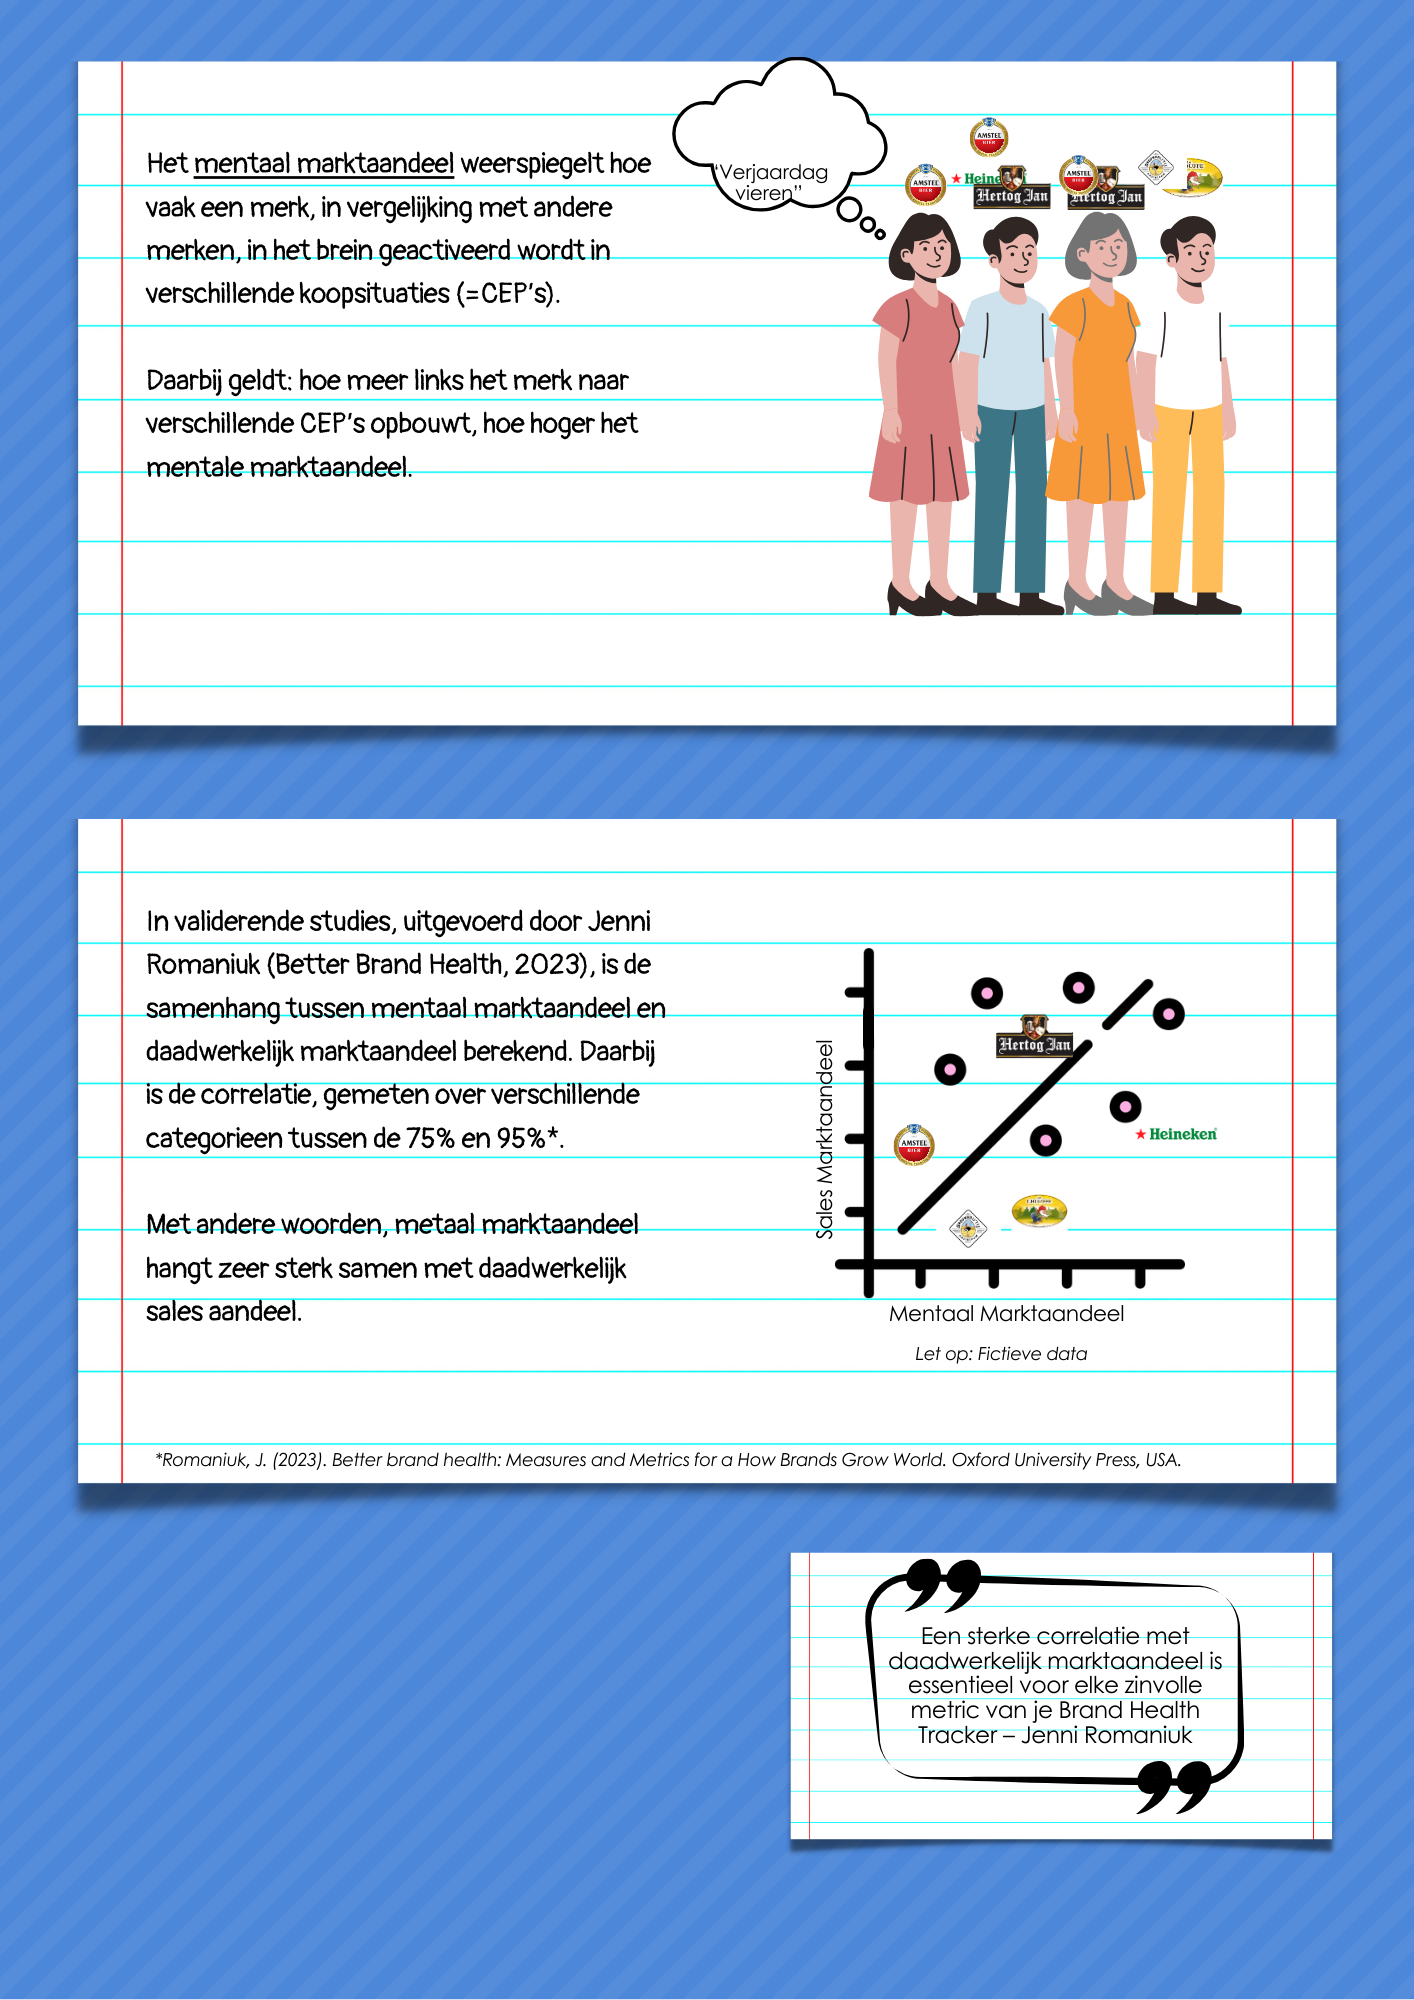 Het mentaal marktaandeel weerspiegelt hoe
vaak een merk, in vergelijking met andere
merken, in het brein geactiveerd wordt in
verschillende koopsituaties (=CEP's).
Daarbij geldt: hoe meer links het merk naar
verschillende CEP's opbouwt, hoe hoger het
mentale marktaandeel.
"Verjaardag
vieren"
AMSTEL
BIER
AMSTEL
BIER
Heine
Hertog Jan
AMSTEL
BIER
Hertog Jan
In validerende studies, uitgevoerd door Jenni
Romaniuk (Better Brand Health, 2023), is de
samenhang tussen mentaal marktaandeel en
daadwerkelijk marktaandeel berekend. Daarbij
is de correlatie, gemeten over verschillende
categorieen tussen de 75% en 95%*.
Met andere woorden, metaal marktaandeel
hangt zeer sterk samen met daadwerkelijk
sales aandeel.
Sales Marktaandeel
Hertog Jan
AMSTEL
BIER
Heineken
Mentaal Marktaandeel
Let op: Fictieve data
*Romaniuk, J. (2023). Better brand health: Measures and Metrics for a How Brands Grow World. Oxford University Press, USA.
Een sterke correlatie met
daadwerkelijk marktaandeel is
essentieel voor elke zinvolle
metric van je Brand Health
Tracker – Jenni Romaniuk